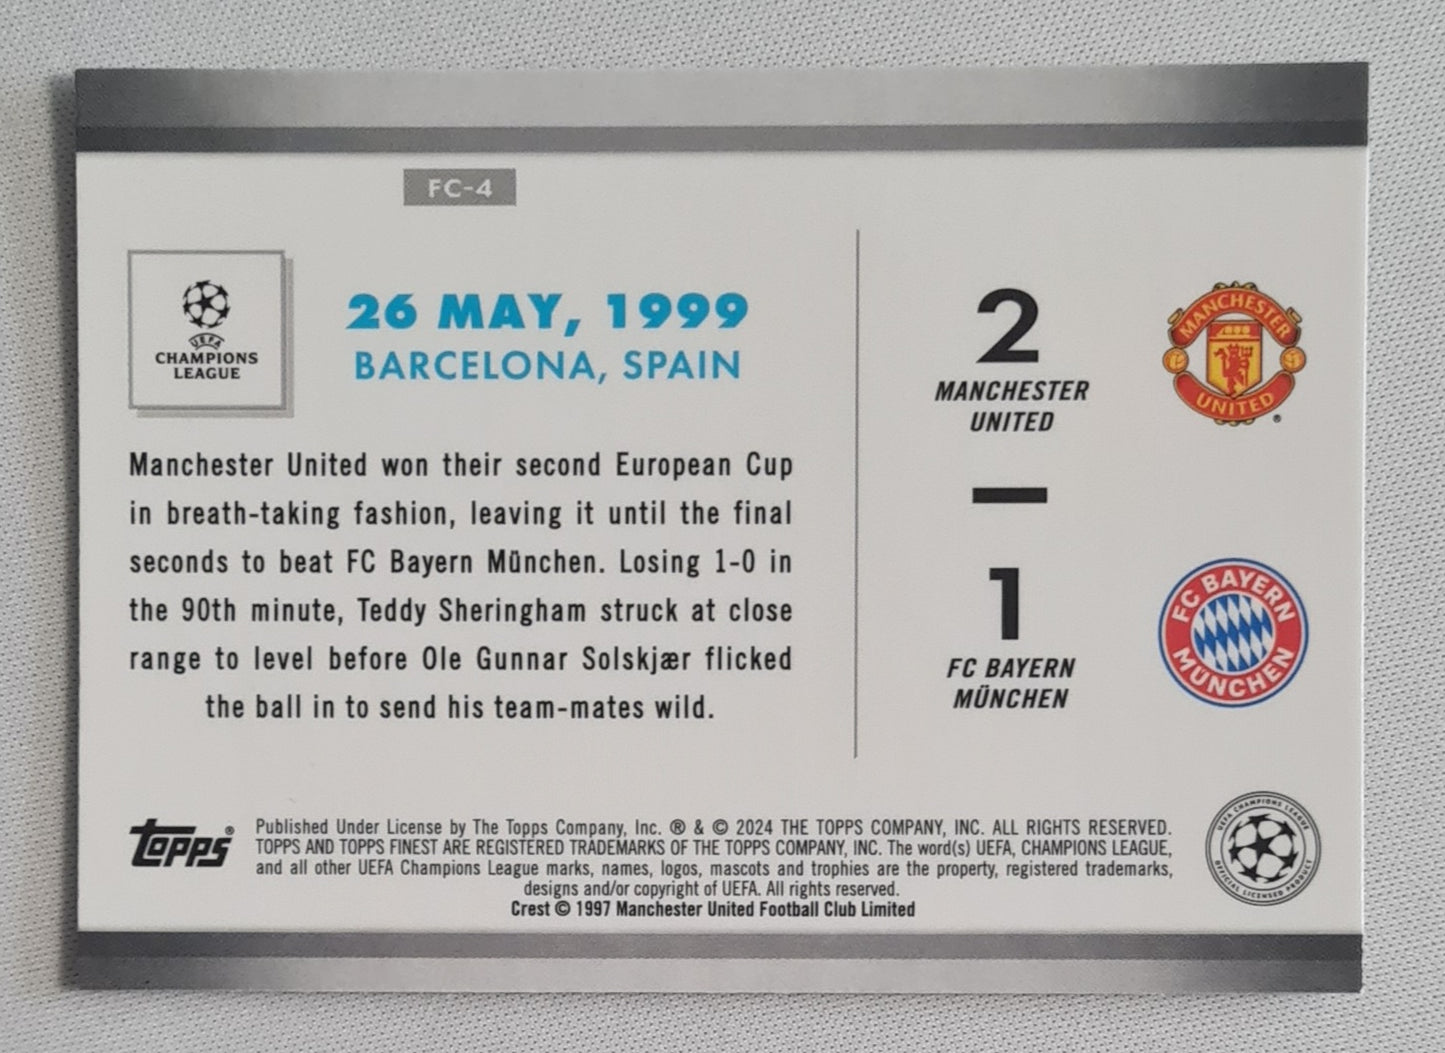 FC-4
UEFA
CHAMPIONS
LEAGUE
26 MAY, 1999
BARCELONA, SPAIN
Manchester United won their second European Cup
in breath-taking fashion, leaving it until the final
seconds to beat FC Bayern München. Losing 1-0 in
the 90th minute, Teddy Sheringham struck at close
range to level before Ole Gunnar Solskjær flicked
the ball in to send his team-mates wild.
2
MANCHESTER
UNITED
MANCHESTER
UNITED
®
–
1
FC BAYERN
MÜNCHEN
FC BAYERN
MÜNCHEN
Topps®
Published Under License by The Topps Company, Inc. ® & © 2024 THE TOPPS COMPANY, INC. ALL RIGHTS RESERVED.
TOPPS AND TOPPS FINEST ARE REGISTERED TRADEMARKS OF THE TOPPS COMPANY, INC. The word(s) UEFA, CHAMPIONS LEAGUE,
and all other UEFA Champions League marks, names, logos, mascots and trophies are the property, registered trademarks,
designs and/or copyright of UEFA. All rights reserved.
Crest © 1997 Manchester United Football Club Limited
UEFA CHAMPIONS LEAGUE
OFFICIAL LICENSED PRODUCT